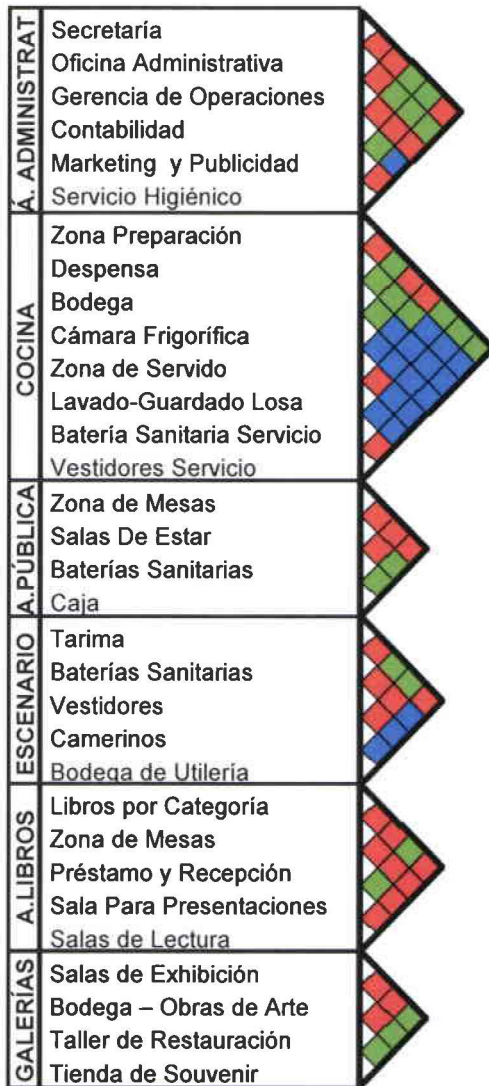 Á. ADMINISTRAT
Secretaría
Oficina Administrativa
Gerencia de Operaciones
Contabilidad
Marketing y Publicidad
Servicio Higiénico
COCINA
Zona Preparación
Despensa
Bodega
Cámara Frigorífica
Zona de Servido
Lavado-Guardado Losa
Batería Sanitaria Servicio
Vestidores Servicio
A.PÚBLICA
Zona de Mesas
Salas De Estar
Baterías Sanitarias
Caja
ESCENARIO
Tarima
Baterías Sanitarias
Vestidores
Camerinos
Bodega de Utilería
A.LIBROS
Libros por Categoría
Zona de Mesas
Préstamo y Recepción
Sala Para Presentaciones
Salas de Lectura
GALERÍAS
Salas de Exhibición
Bodega – Obras de Arte
Taller de Restauración
Tienda de Souvenir